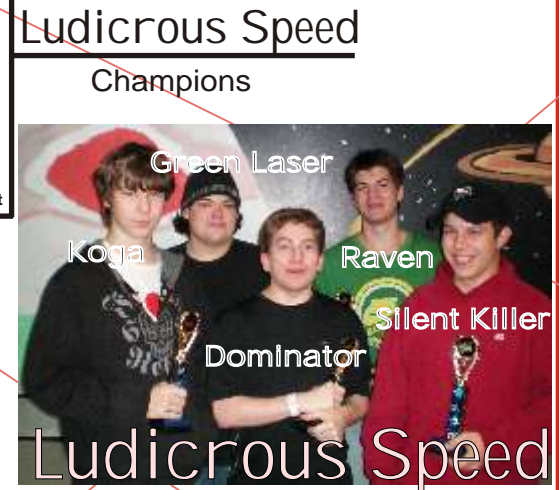 Ludicrous Speed
Champions
t
Green Laser
Koga
Raven
Silent Killer
Dominator
Ludicrous Speed